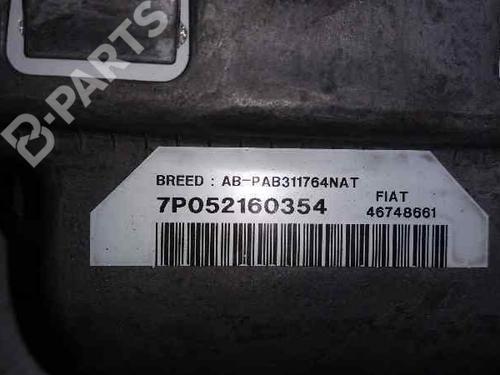 B-PARTS
BREED : AB-PAB311764NAT
7P052160354
FIAT
46748661